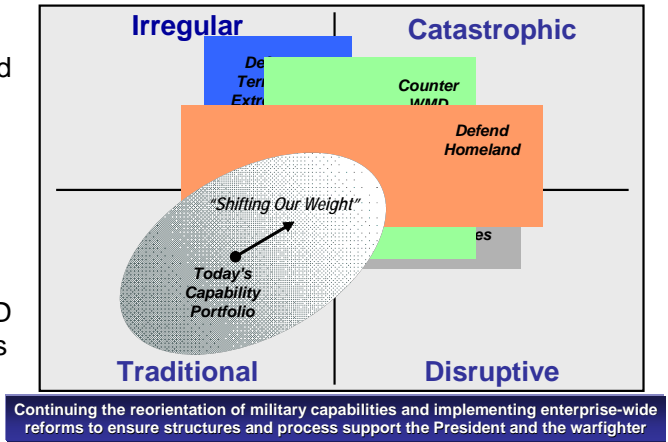 Irregular
Catastrophic
d
Counter
WMD
Defend
Homeland
"Shifting Our Weight"
es
Today's
Capability
Portfolio
D
s
Traditional
Disruptive
Continuing the reorientation of military capabilities and implementing enterprise-wide
reforms to ensure structures and process support the President and the warfighter